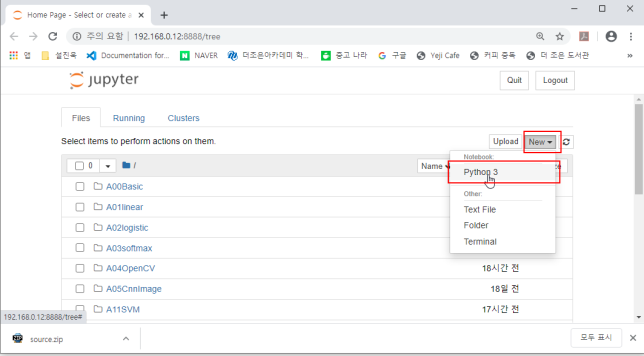 Home Page - Select or create a
주의 요함 | 192.168.0.12:8888/tree
앱 설진욱 Documentation for... NAVER 더조은아카데미 학... 중고 나라 구글 Yeji Cafe 커피 중독 더 조은 도서관 »
jupyter Quit Logout
Files Running Clusters
Select items to perform actions on them. Upload New
0 / Name
Notebook:
Python 3
Other:
Text File
Folder
Terminal
A00Basic
A01linear
A02logistic
A03softmax
A04OpenCV 18시간 전
A05CnnImage 18일 전
A11SVM 17시간 전
192.168.0.12:8888/tree#
source.zip 모두 표시